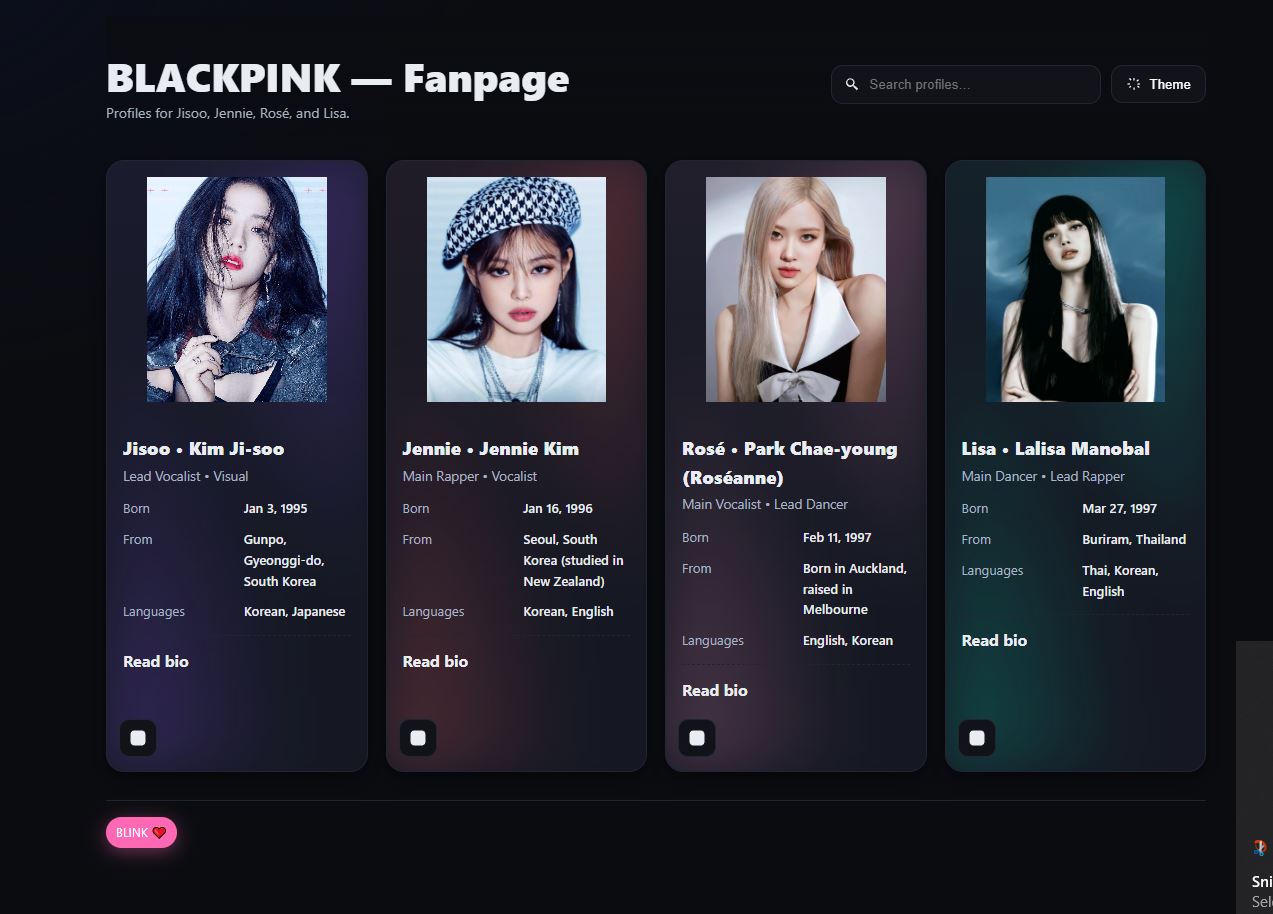 BLACKPINK — Fanpage
Profiles for Jisoo, Jennie, Rosé, and Lisa.
Search profiles...
Theme
Jisoo • Kim Ji-soo
Lead Vocalist • Visual
Born Jan 3, 1995
From Gunpo,
Gyeonggi-do,
South Korea
Languages Korean, Japanese
Read bio
Jennie • Jennie Kim
Main Rapper • Vocalist
Born Jan 16, 1996
From Seoul, South
Korea (studied in
New Zealand)
Languages Korean, English
Read bio
Rosé • Park Chae-young
(Roséanne)
Main Vocalist • Lead Dancer
Born Feb 11, 1997
From Born in Auckland,
raised in
Melbourne
Languages English, Korean
Read bio
Lisa • Lalisa Manobal
Main Dancer • Lead Rapper
Born Mar 27, 1997
From Buriram, Thailand
Languages Thai, Korean,
English
Read bio
BLINK ❤
Sni
Sele